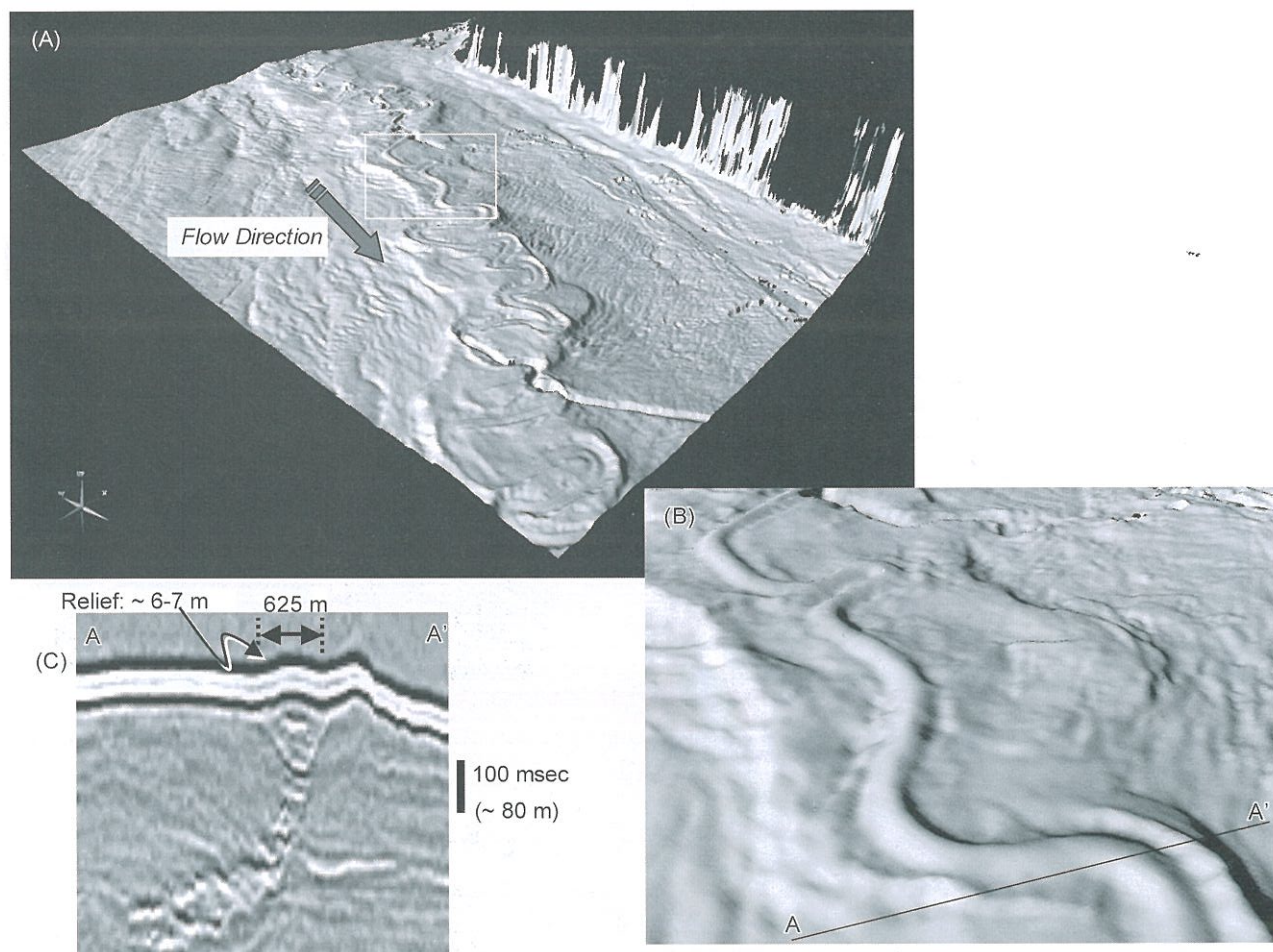 (A)
Flow Direction
(B)
Relief: ~ 6-7 m
625 m
A
A'
(C)
100 msec
(~ 80 m)
A'
A